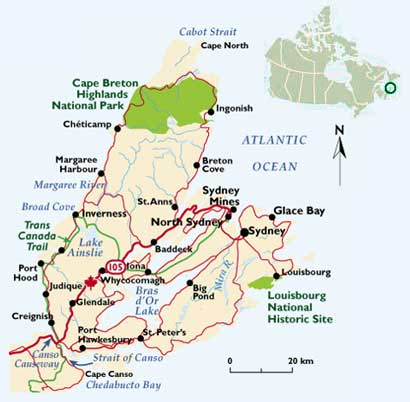 Cabot Strait
Cape North
Cape Breton
Highlands
National Park
Ingonish
Chéticamp
ATLANTIC
OCEAN
N
Margaree
Harbour
Breton
Cove
Margaree River
St.Anns
Sydney
Mines
Broad Cove
Inverness
North Sydney
Glace Bay
Sydney
Trans
Canada
Trail
Lake
Ainslie
Baddeck
Port
Hood
105
Iona
Whycocomagh
Mira R.
Louisbourg
Judique
Bras
d'Or
Lake
Big
Pond
Louisbourg
National
Historic Site
Glendale
Creignish
Port
Hawkesbury
St.Peter's
Canso
Causeway
Strait of Canso
Cape Canso
Chedabucto Bay
0
20 km